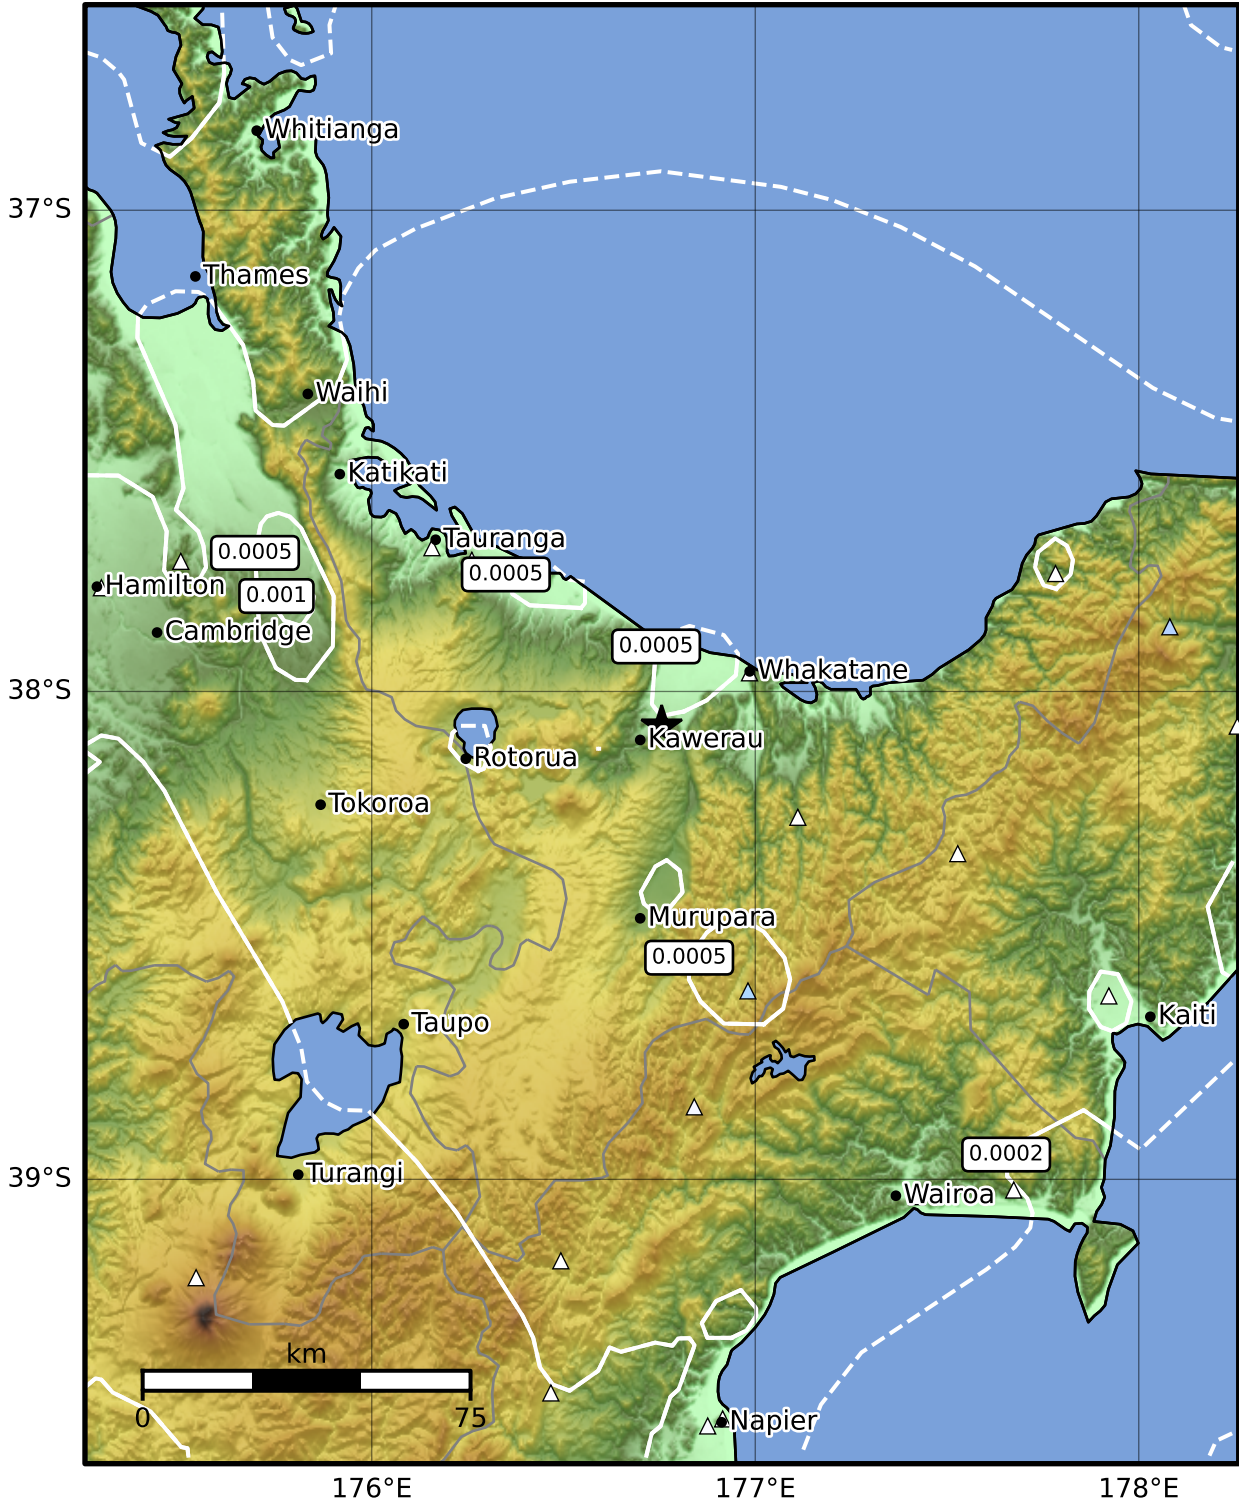 Whitianga
37°S
Thames
Waihi
Katikati
Tauranga
0.0005
0.0005
Hamilton
0.001
Cambridge
0.0005
Whakatane
38°S
Kawerau
Rotorua
Tokoroa
Murupara
0.0005
Kaiti
Taupo
0.0002
Turangi
39°S
Wairoa
km
0
75
Napier
176°E
177°E
178°E